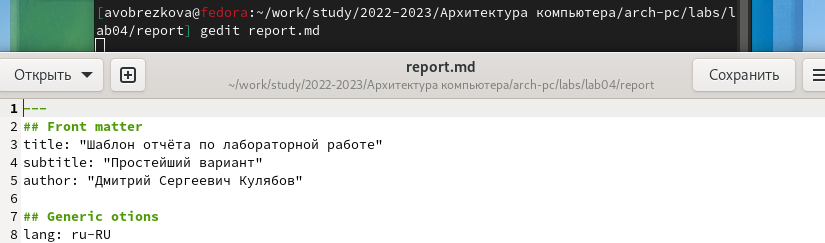 [avobrezkova@fedora:~/work/study/2022-2023/Архитектура компьютера/arch-pc/labs/l
ab04/report] gedit report.md
Открыть
report.md
~/work/study/2022-2023/Архитектура компьютера/arch-pc/labs/lab04/report
Сохранить
1 ---
2 ## Front matter
3 title: "Шаблон отчёта по лабораторной работе"
4 subtitle: "Простейший вариант"
5 author: "Дмитрий Сергеевич Кулябов"
6
7 ## Generic otions
8 lang: ru-RU